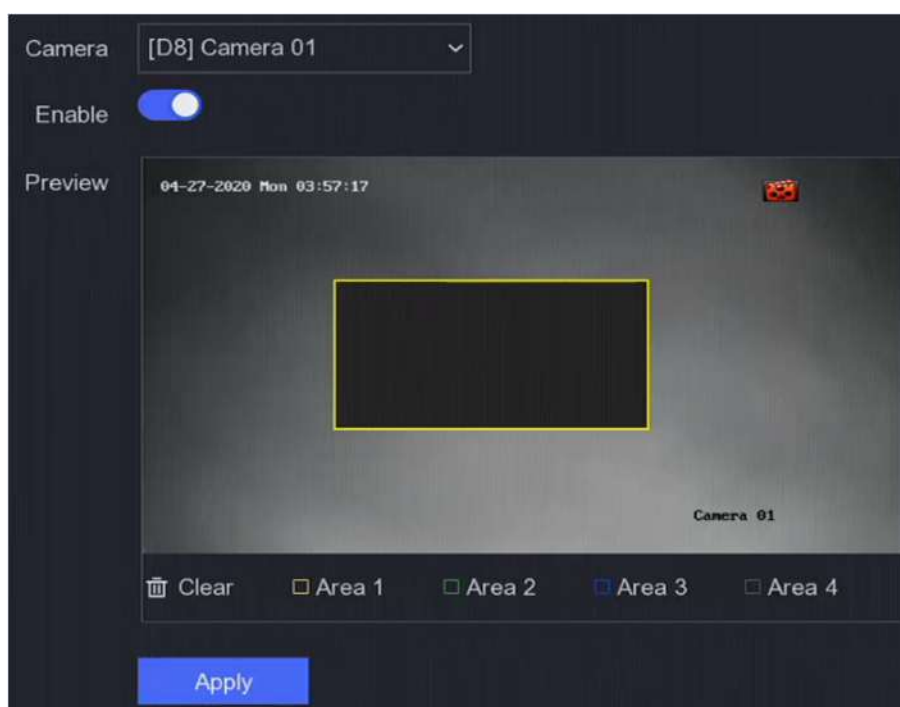 Camera [D8] Camera 01
Enable
Preview
04-27-2020 Mon 03:57:17
Camera 01
Clear Area 1 Area 2 Area 3 Area 4
Apply